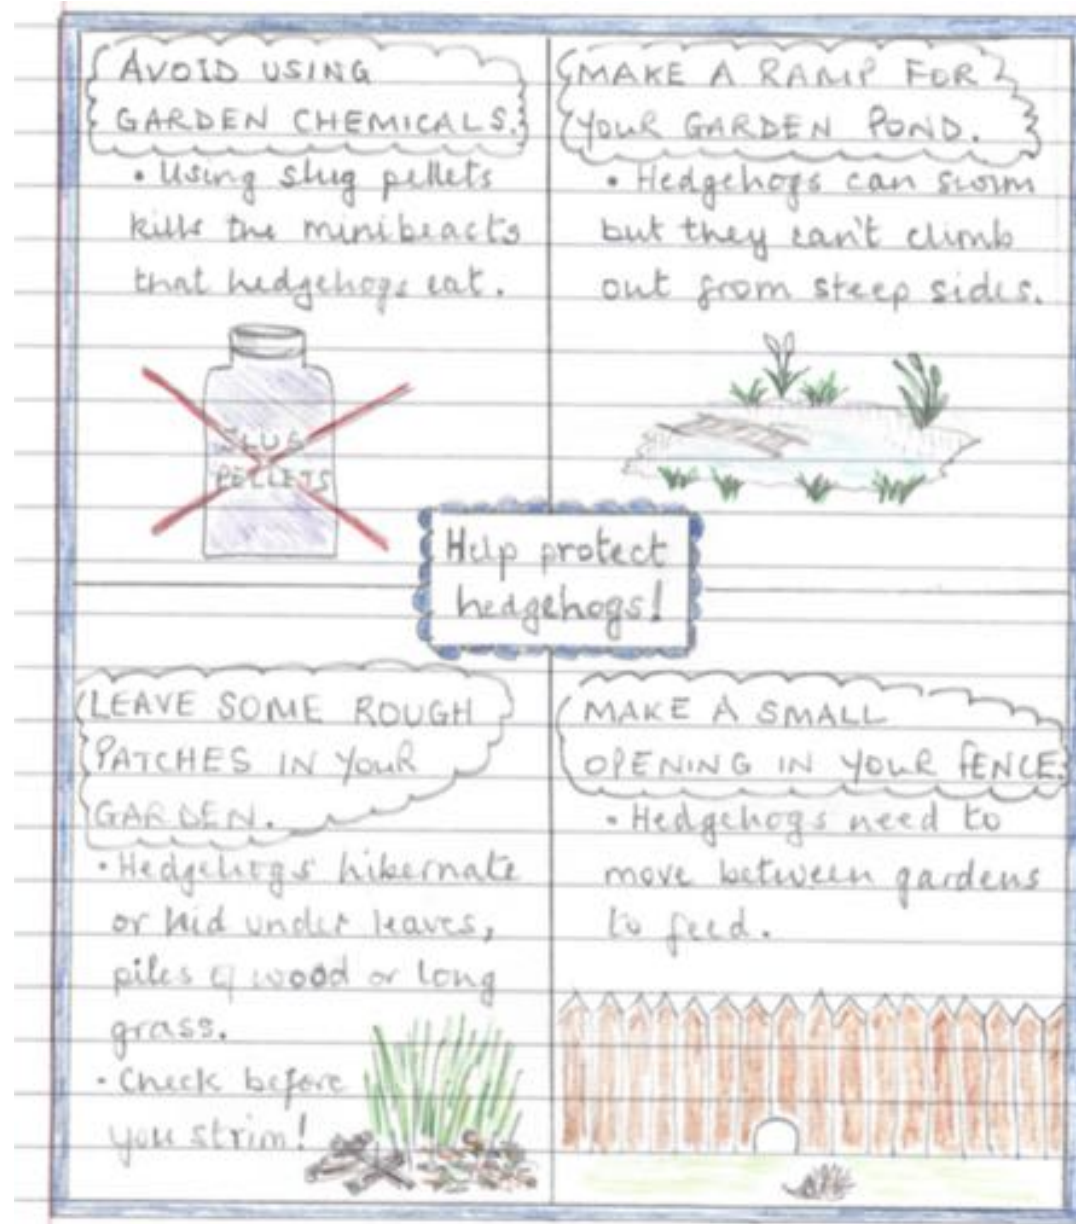 AVOID USING
GARDEN CHEMICALS.
• Using slug pellets
kills the minibeacts
that hedgehogs eat.
SLUG
PELLETS
MAKE A RAMP FOR
YOUR GARDEN POND.
• Hedgehogs can swim
but they can't climb
out from steep sides.
Help protect
hedgehogs!
LEAVE SOME ROUGH
PATCHES IN YOUR
GARDEN.
• Hedgehogs hibernate
or hid under leaves,
piles of wood or long
grass.
• Check before
you strim!
MAKE A SMALL
OPENING IN YOUR FENCE.
• Hedgehogs need to
move between gardens
to feed.